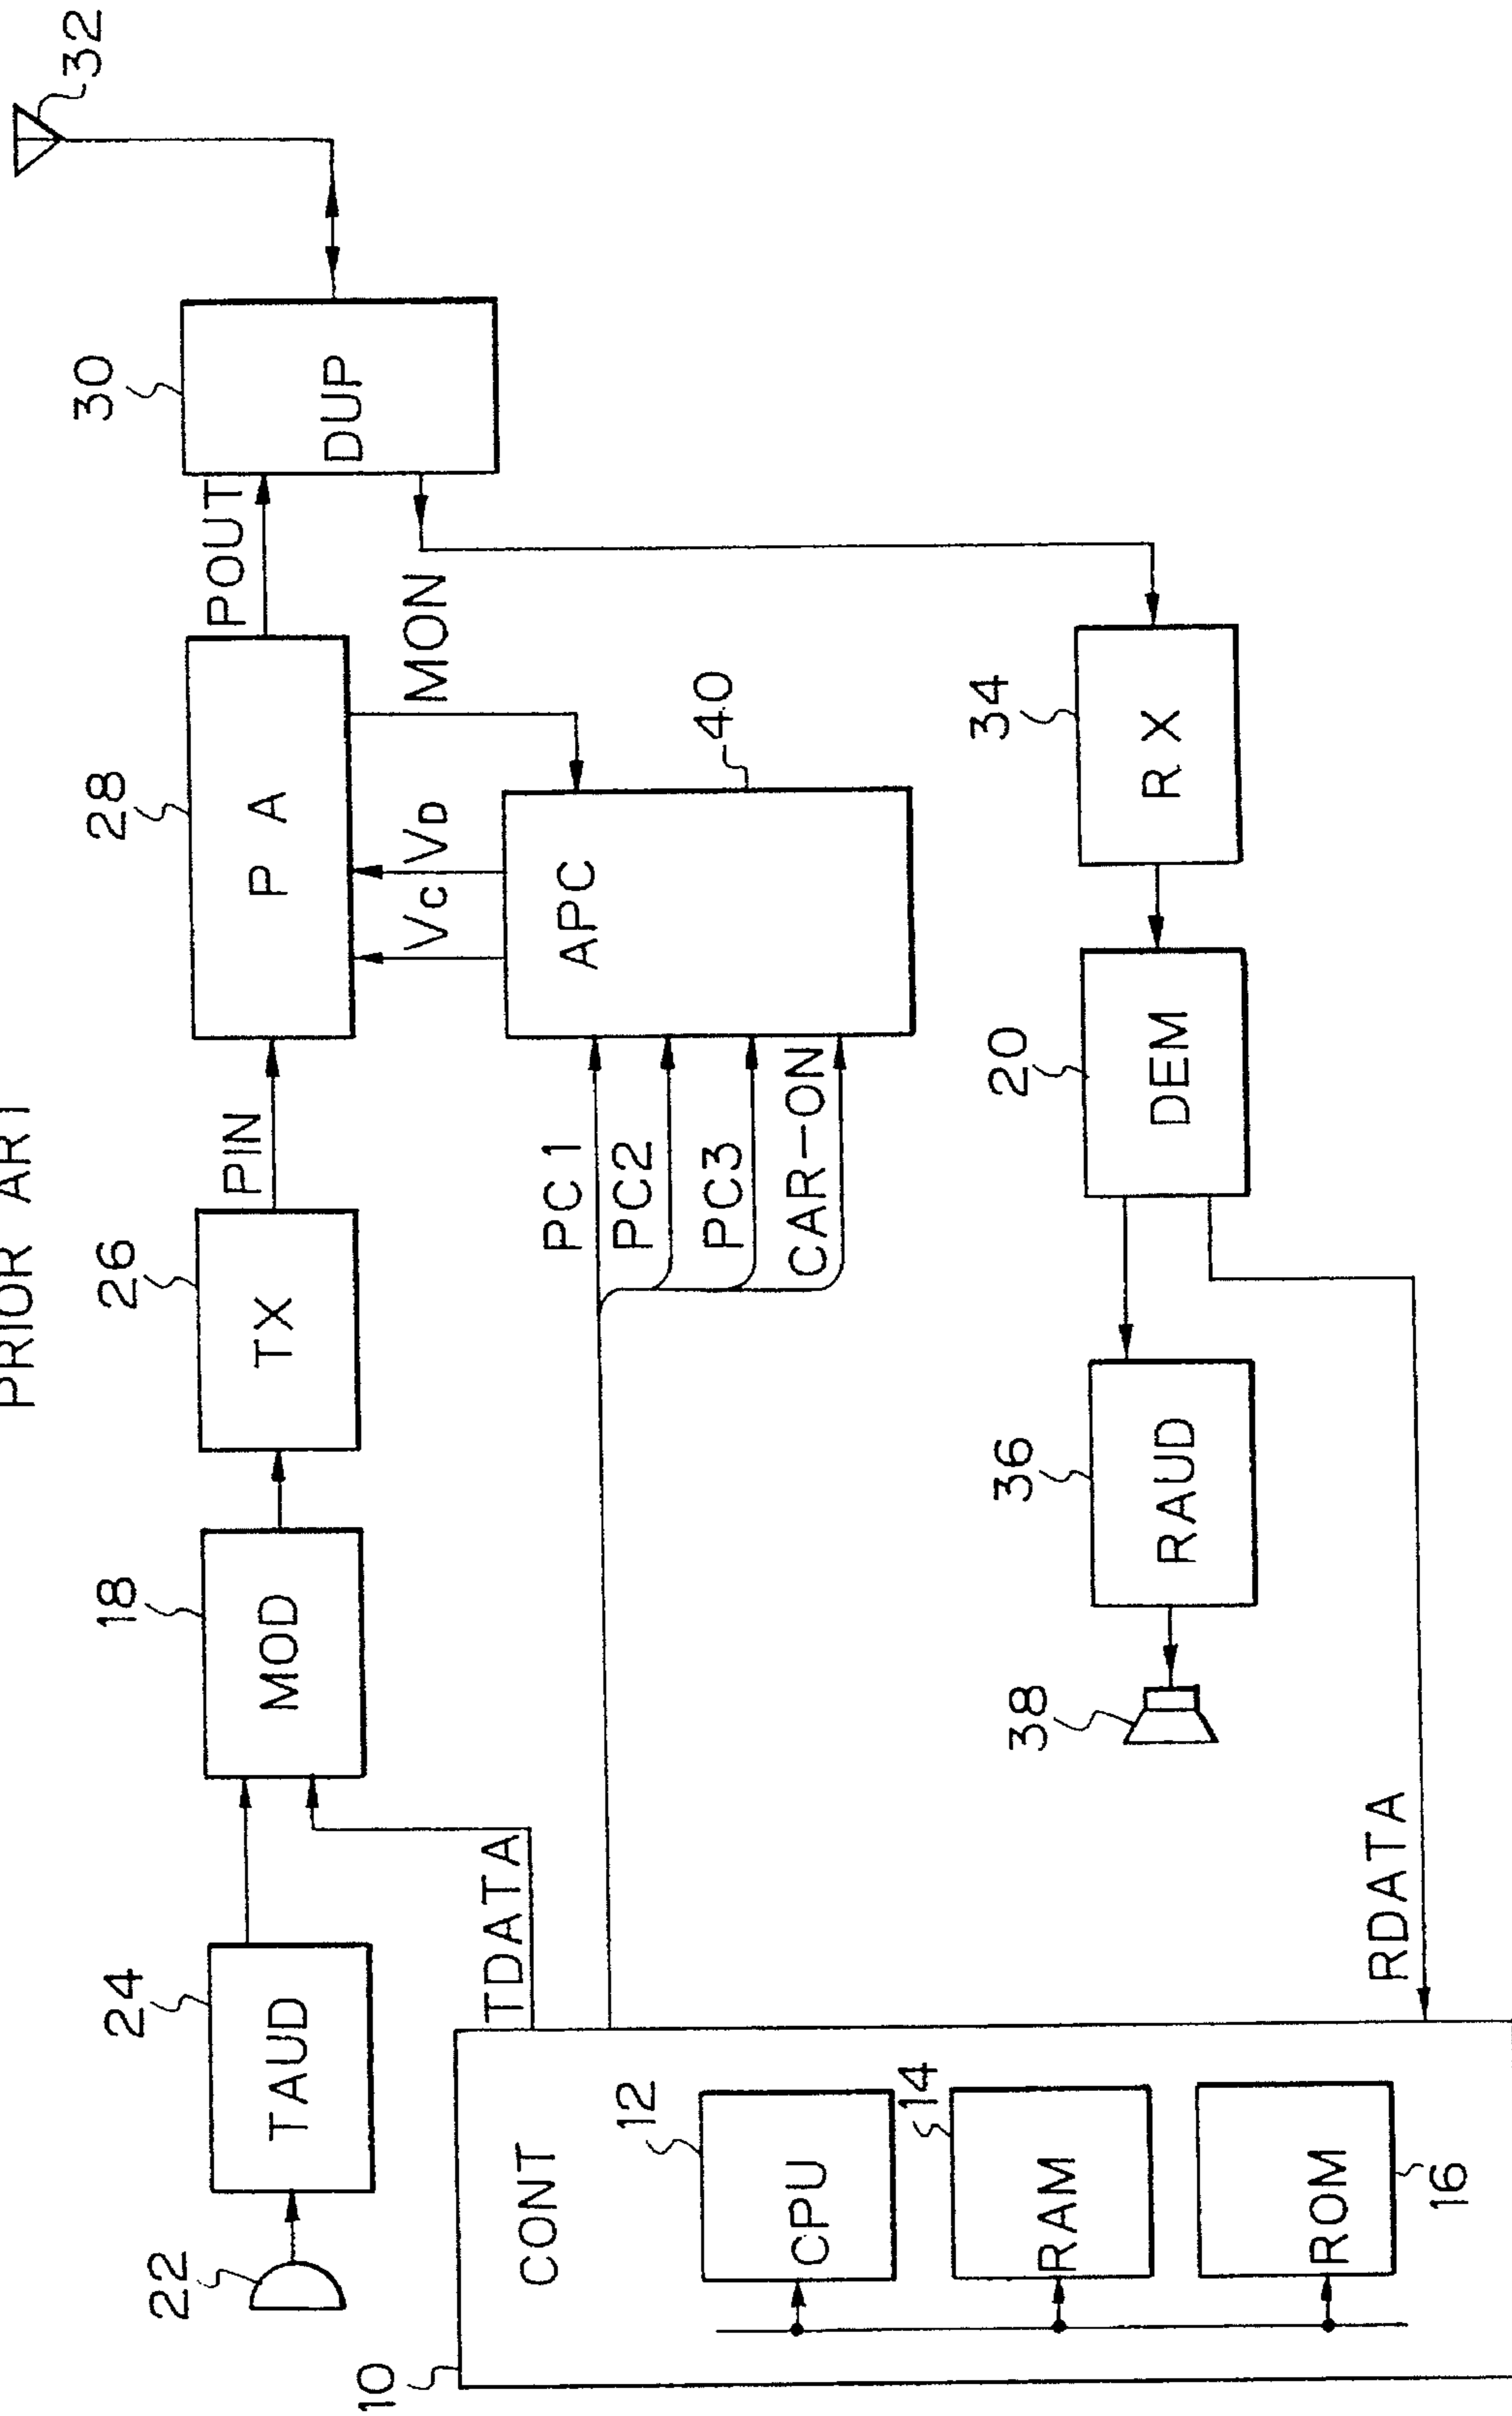 PRIOR ART
32
30
DUP
POUT
28
P A
MON
VC
VD
40
APC
PIN
26
TX
PC1
PC2
PC3
CAR-ON
18
MOD
24
TAUD
22
TDATA
34
RX
20
DEM
36
RAUD
38
RDATA
10
CONT
12
CPU
14
RAM
ROM
16